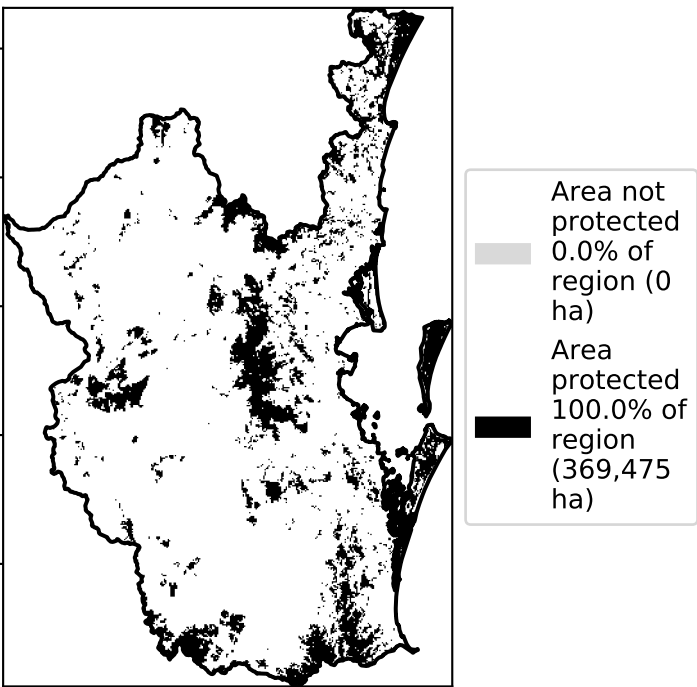 Area not
protected
0.0% of
region (0
ha)
Area
protected
100.0% of
region
(369,475
ha)